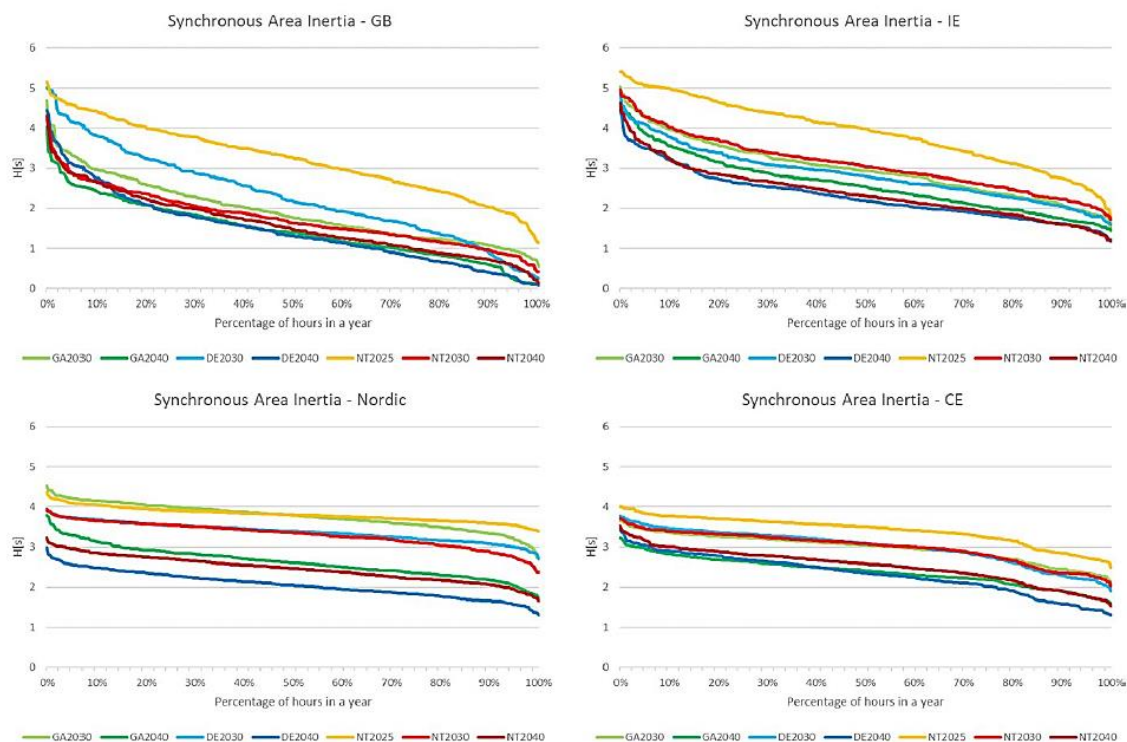 Synchronous Area Inertia - GB
H[s]
6
5
4
3
2
1
0
0% 10% 20% 30% 40% 50% 60% 70% 80% 90% 100%
Percentage of hours in a year
GA2030 GA2040 DE2030 DE2040 NT2025 NT2030 NT2040
Synchronous Area Inertia - IE
H[s]
6
5
4
3
2
1
0
0% 10% 20% 30% 40% 50% 60% 70% 80% 90% 100%
Percentage of hours in a year
GA2030 GA2040 DE2030 DE2040 NT2025 NT2030 NT2040
Synchronous Area Inertia - Nordic
H[s]
6
5
4
3
2
1
0
0% 10% 20% 30% 40% 50% 60% 70% 80% 90% 100%
Percentage of hours in a year
GA2030 GA2040 DE2030 DE2040 NT2025 NT2030 NT2040
Synchronous Area Inertia - CE
H[s]
6
5
4
3
2
1
0
0% 10% 20% 30% 40% 50% 60% 70% 80% 90% 100%
Percentage of hours in a year
GA2030 GA2040 DE2030 DE2040 NT2025 NT2030 NT2040